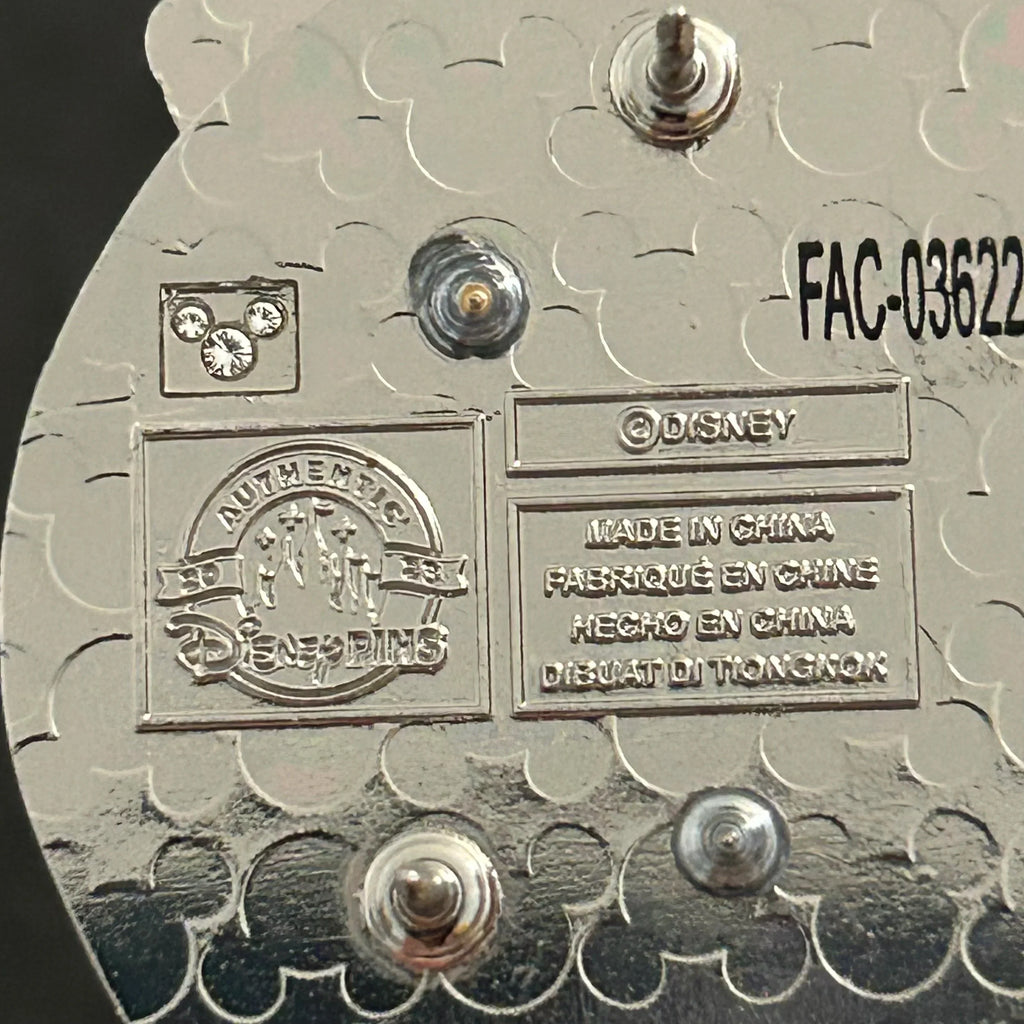 FAC-03622
©DISNEY
AUTHENTIC
DISNEY PINS
MADE IN CHINA
FABRIQUÉ EN CHINE
HECHO EN CHINA
DIBUAT DI TIONGKOK